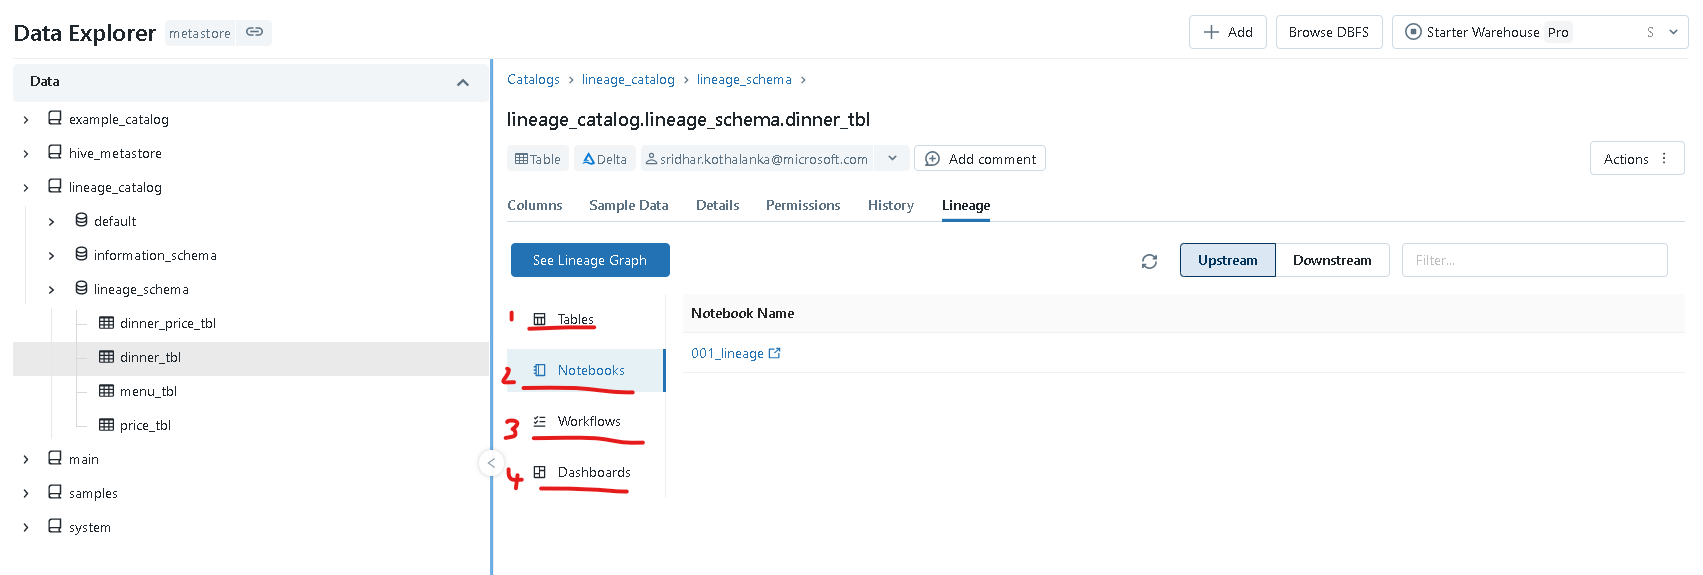 Data Explorer metastore
Add Browse DBFS Starter Warehouse Pro S
Data
example_catalog
hive_metastore
lineage_catalog
default
information_schema
lineage_schema
dinner_price_tbl
dinner_tbl
menu_tbl
price_tbl
main
samples
system
Catalogs > lineage_catalog > lineage_schema >
lineage_catalog.lineage_schema.dinner_tbl
Table Delta sridhar.kothalanka@microsoft.com Add comment Actions
Columns Sample Data Details Permissions History Lineage
See Lineage Graph Upstream Downstream Filter...
1 Tables
2 Notebooks
3 Workflows
4 Dashboards
Notebook Name
001_lineage